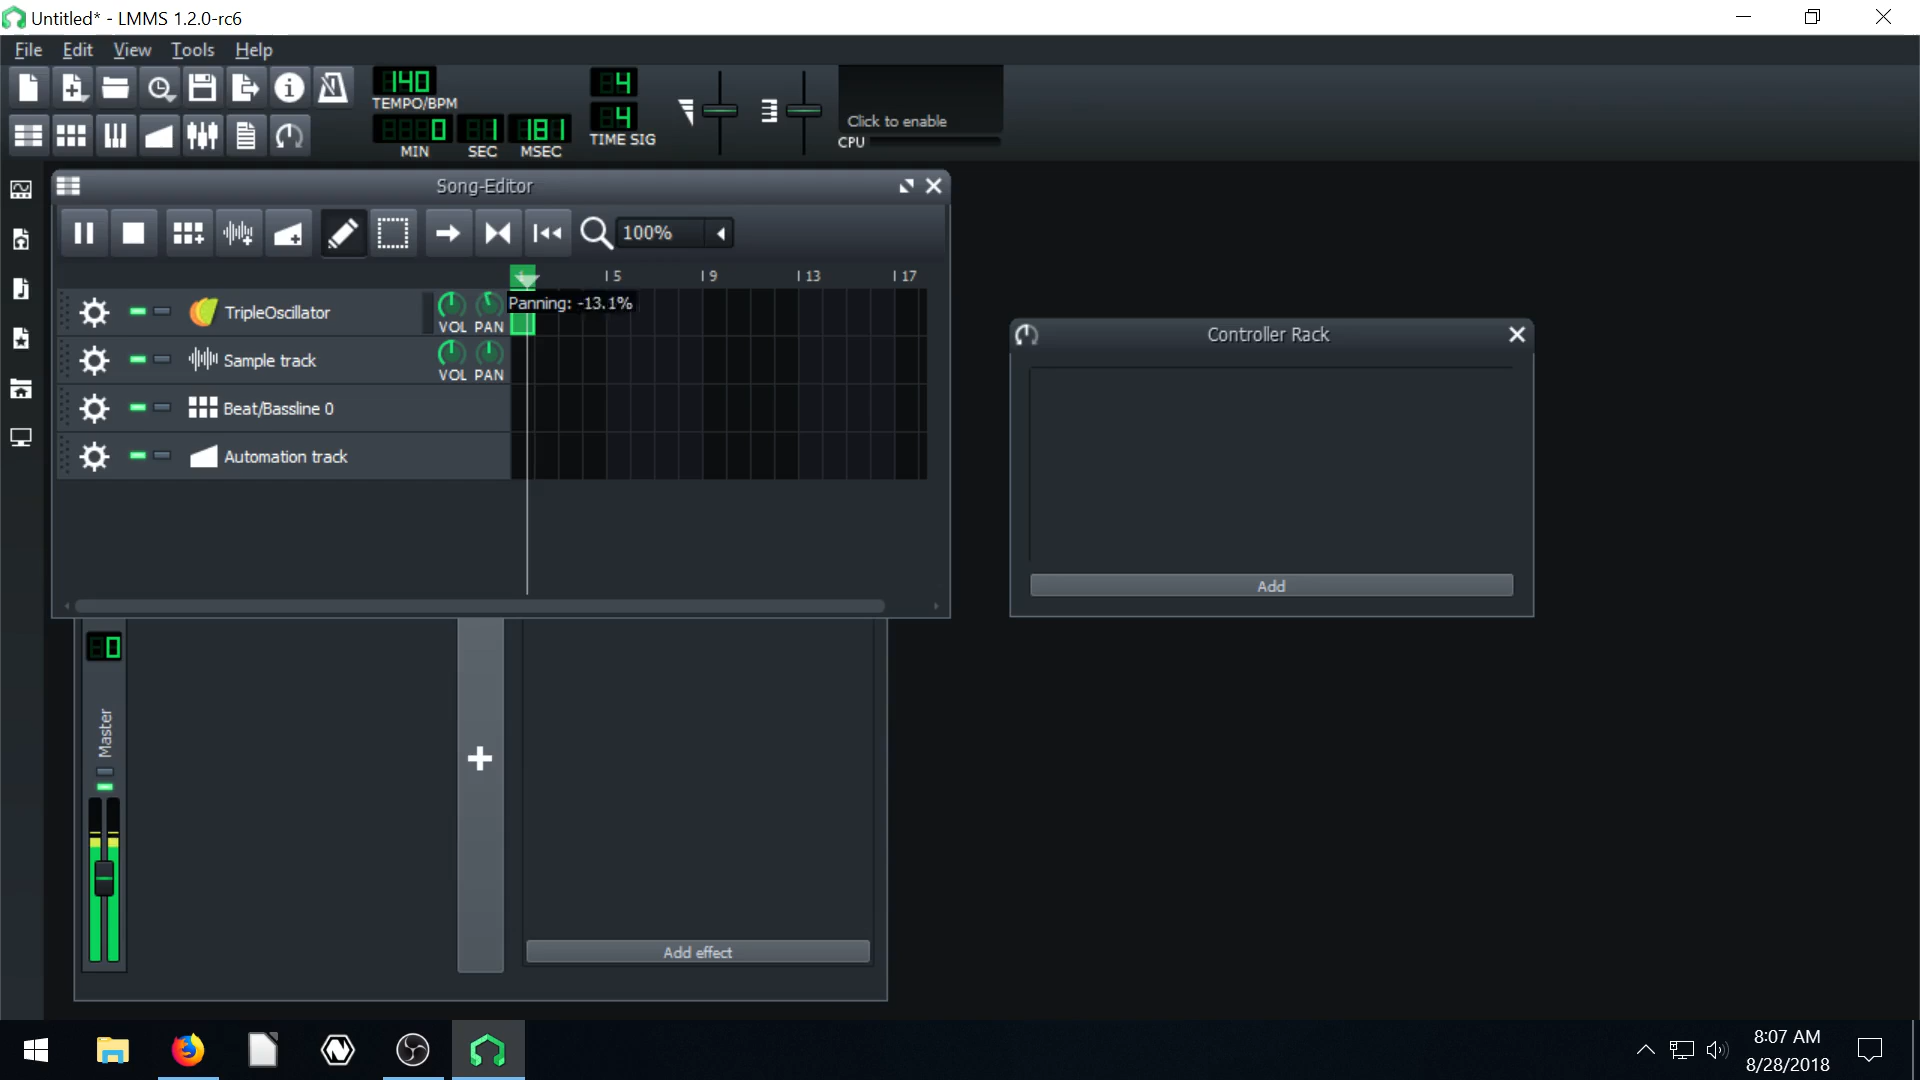 Untitled* - LMMS 1.2.0-rc6
File Edit View Tools Help
140
TEMPO/BPM
0 1 181
MIN SEC MSEC
4
4
TIME SIG
Click to enable
CPU
Song-Editor
100%
5 9 13 17
TripleOscillator
VOL PAN
Panning: -13.1%
Sample track
VOL PAN
Beat/Bassline 0
Automation track
Controller Rack
Add
0
Master
Add effect
8:07 AM
8/28/2018